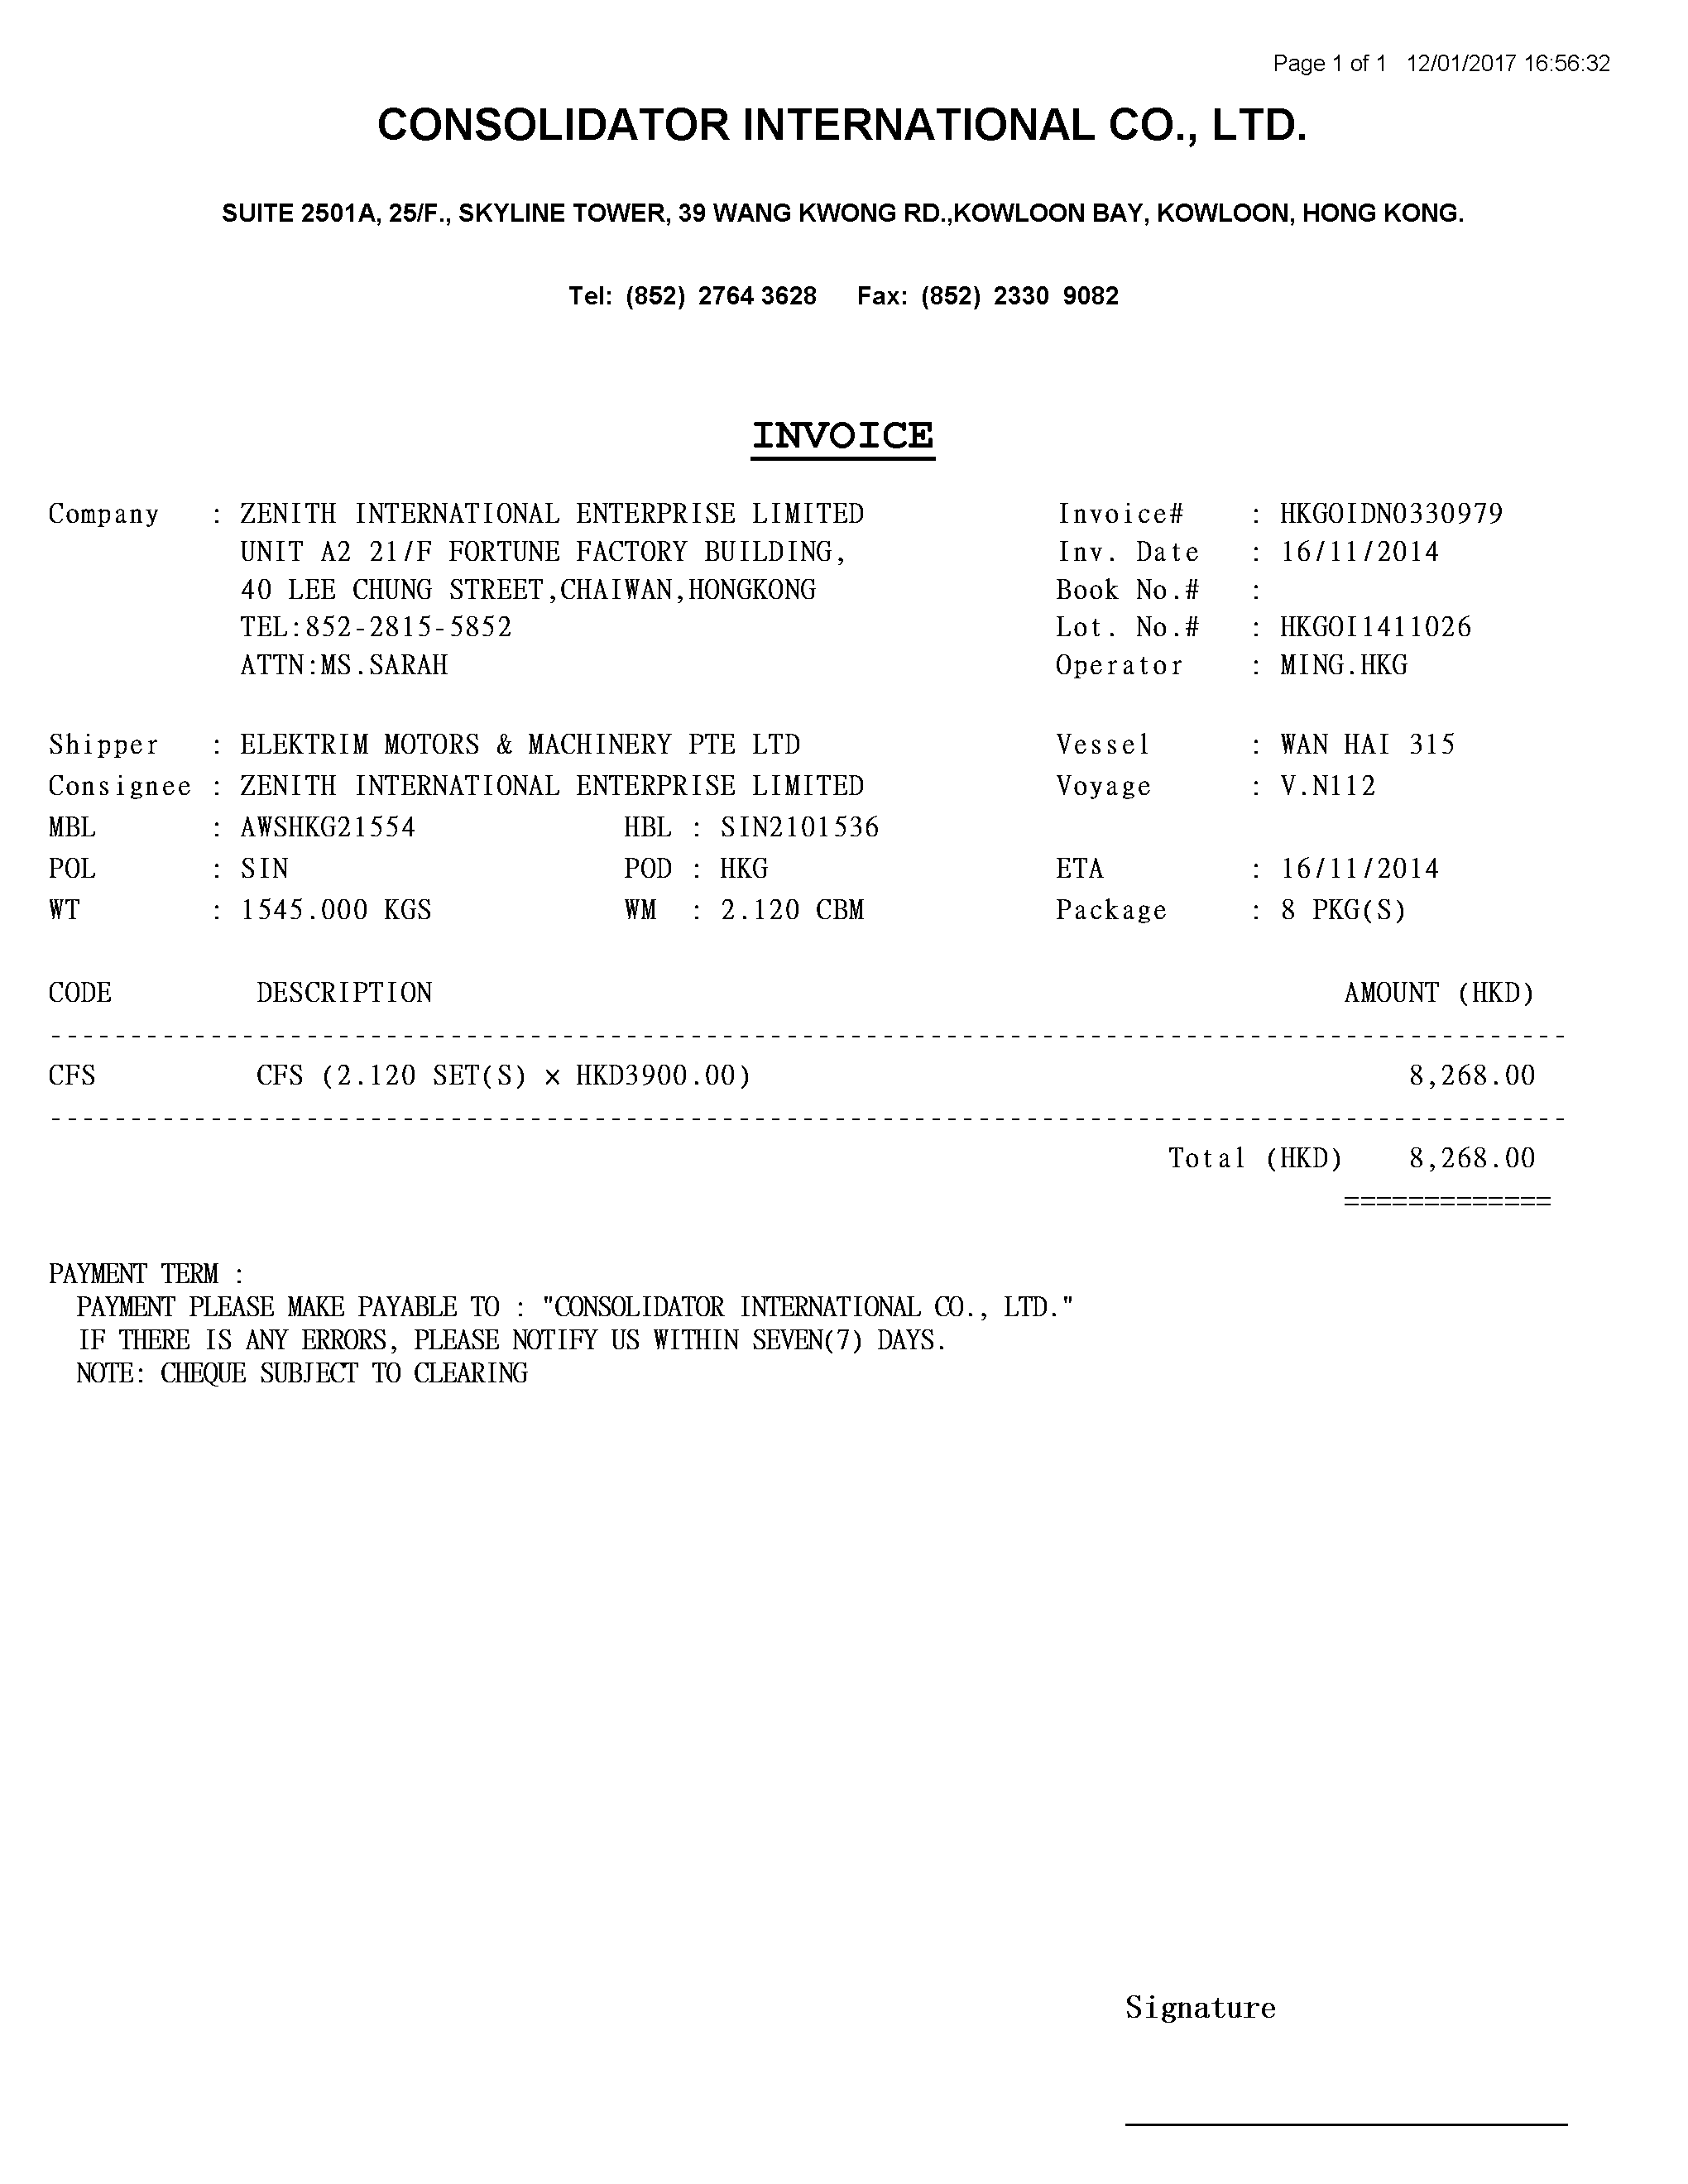 Page 1 of 1 12/01/2017 16:56:32
CONSOLIDATOR INTERNATIONAL CO., LTD.
SUITE 2501A, 25/F., SKYLINE TOWER, 39 WANG KWONG RD.,KOWLOON BAY, KOWLOON, HONG KONG.
Tel: (852) 2764 3628 Fax: (852) 2330 9082
INVOICE
Company : ZENITH INTERNATIONAL ENTERPRISE LIMITED Invoice# : HKGOIDN0330979
UNIT A2 21/F FORTUNE FACTORY BUILDING, Inv. Date : 16/11/2014
40 LEE CHUNG STREET,CHAIWAN,HONGKONG Book No.# :
TEL:852-2815-5852 Lot. No.# : HKGOI1411026
ATTN:MS.SARAH Operator : MING.HKG
Shipper : ELEKTRIM MOTORS & MACHINERY PTE LTD Vessel : WAN HAI 315
Consignee : ZENITH INTERNATIONAL ENTERPRISE LIMITED Voyage : V.N112
MBL : AWSHKG21554 HBL : SIN2101536
POL : SIN POD : HKG ETA : 16/11/2014
WT : 1545.000 KGS WM : 2.120 CBM Package : 8 PKG(S)
CODE DESCRIPTION AMOUNT (HKD)
CFS CFS (2.120 SET(S) × HKD3900.00) 8,268.00
Total (HKD) 8,268.00
=============
PAYMENT TERM :
PAYMENT PLEASE MAKE PAYABLE TO : "CONSOLIDATOR INTERNATIONAL CO., LTD."
IF THERE IS ANY ERRORS, PLEASE NOTIFY US WITHIN SEVEN(7) DAYS.
NOTE: CHEQUE SUBJECT TO CLEARING
Signature